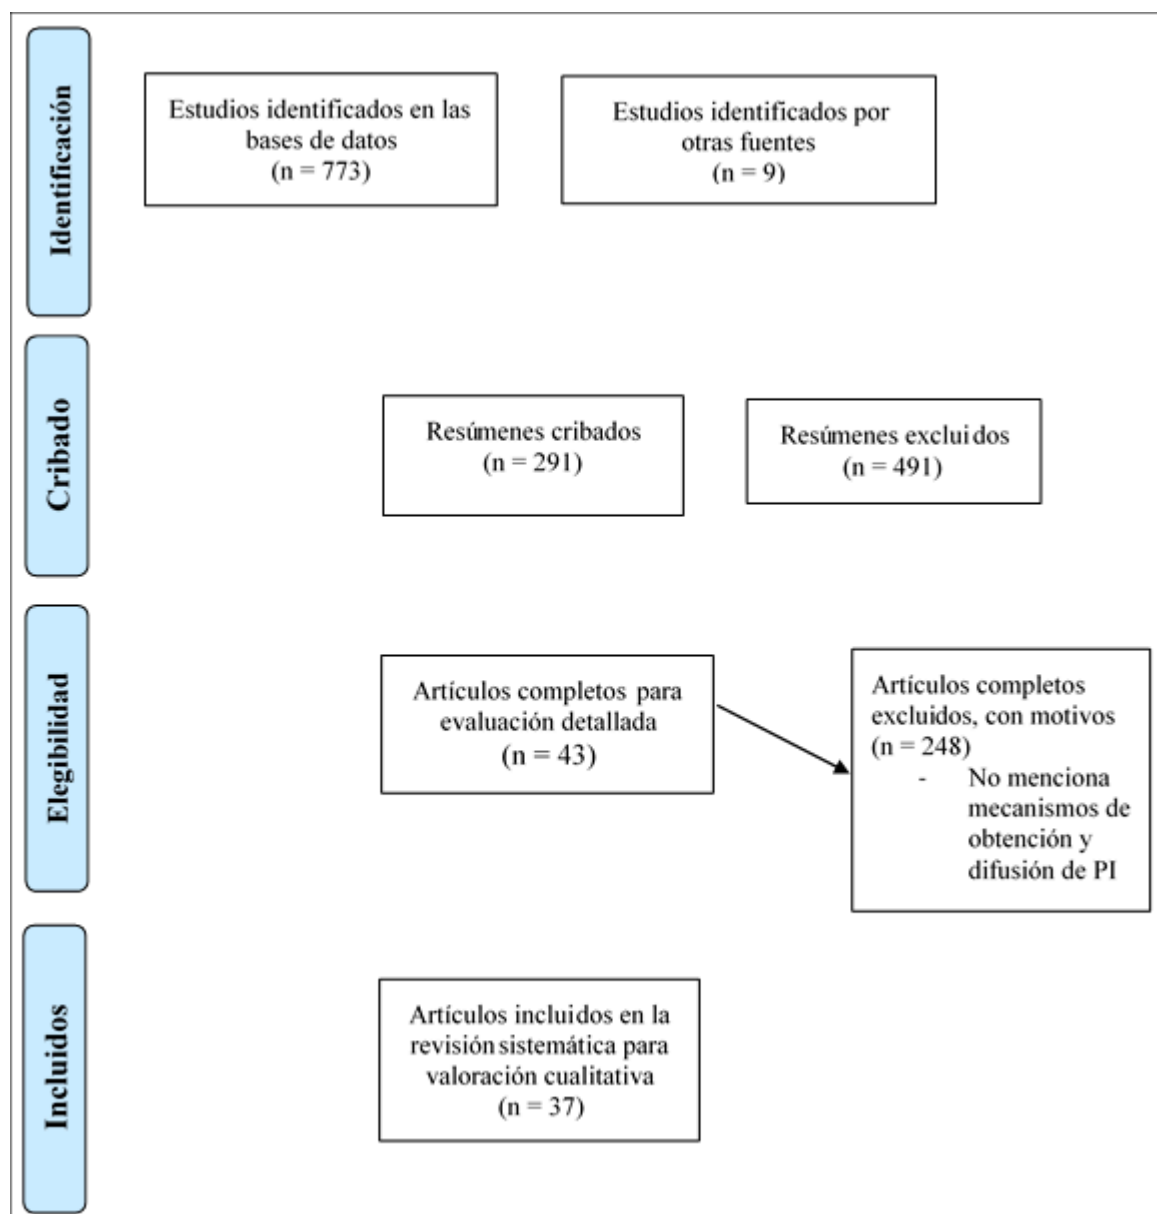 Identificación
Estudios identificados en las
bases de datos
(n = 773)
Estudios identificados por
otras fuentes
(n = 9)
Cribado
Resúmenes cribados
(n = 291)
Resúmenes excluidos
(n = 491)
Elegibilidad
Artículos completos para
evaluación detallada
(n = 43)
Artículos completos
excluidos, con motivos
(n = 248)
- No menciona
mecanismos de
obtención y
difusión de PI
Incluidos
Artículos incluidos en la
revisión sistemática para
valoración cualitativa
(n = 37)